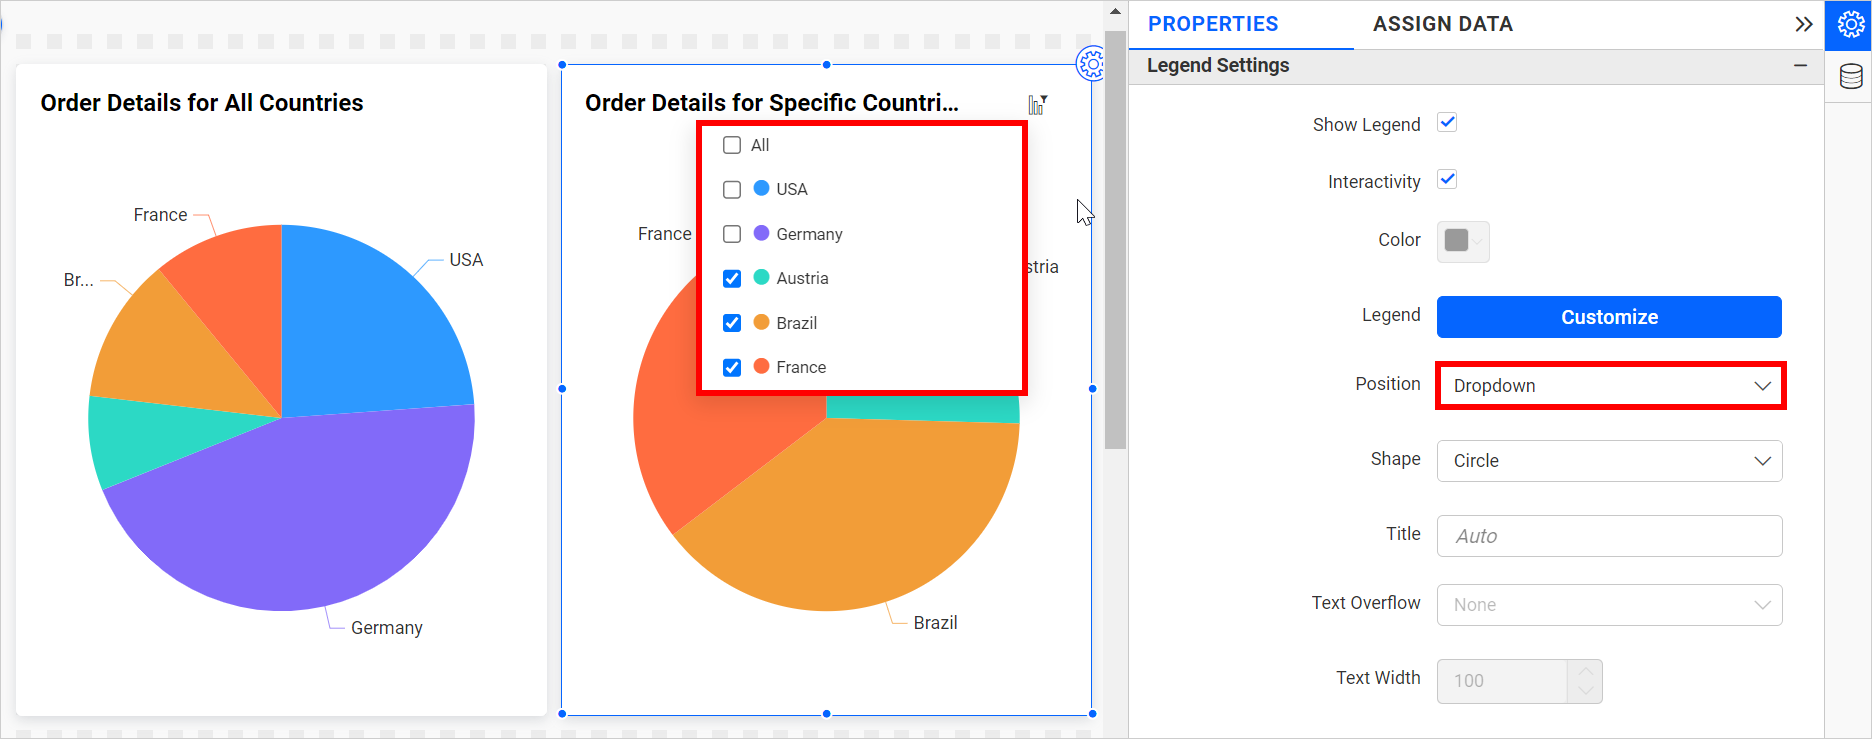 Order Details for All Countries
France
USA
Br...
Germany
Order Details for Specific Countri...
All
USA
Germany
Austria
Brazil
France
France
stria
Brazil
PROPERTIES
ASSIGN DATA
Legend Settings
Show Legend
Interactivity
Color
Legend
Customize
Position
Dropdown
Shape
Circle
Title
Auto
Text Overflow
None
Text Width
100